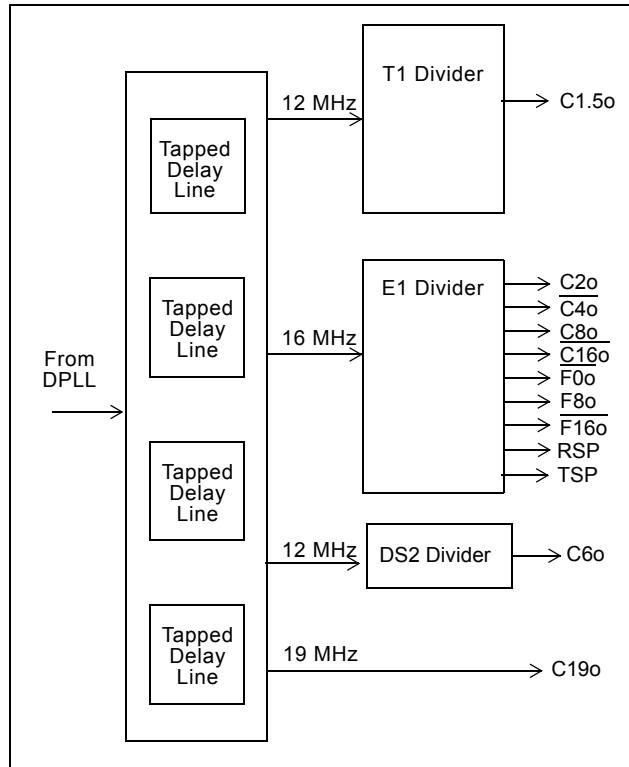 T1 Divider
12 MHz
C1.5o
Tapped
Delay
Line
E1 Divider
C2o
C4o
C8o
C16o
F0o
F8o
F16o
RSP
TSP
Tapped
Delay
Line
16 MHz
From
DPLL
Tapped
Delay
Line
12 MHz
DS2 Divider
C6o
Tapped
Delay
Line
19 MHz
C19o